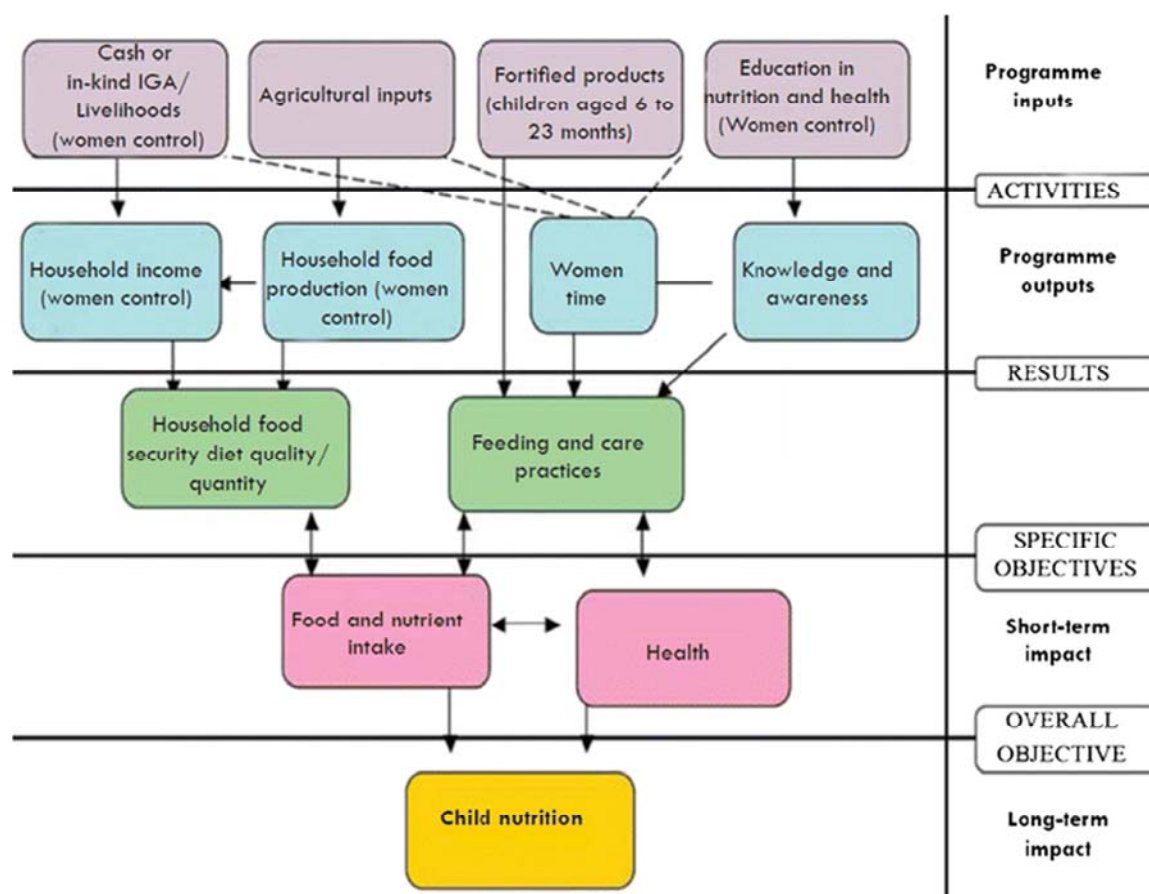 Cash or
in-kind IGA/
Livelihoods
(women control)
Agricultural inputs
Fortified products
(children aged 6 to
23 months)
Education in
nutrition and health
(Women control)
Programme
inputs
ACTIVITIES
Household income
(women control)
Household food
production (women
control)
Women
time
Knowledge and
awareness
Programme
outputs
RESULTS
Household food
security diet quality/
quantity
Feeding and care
practices
SPECIFIC
OBJECTIVES
Food and nutrient
intake
Health
Short-term
impact
OVERALL
OBJECTIVE
Child nutrition
Long-term
impact